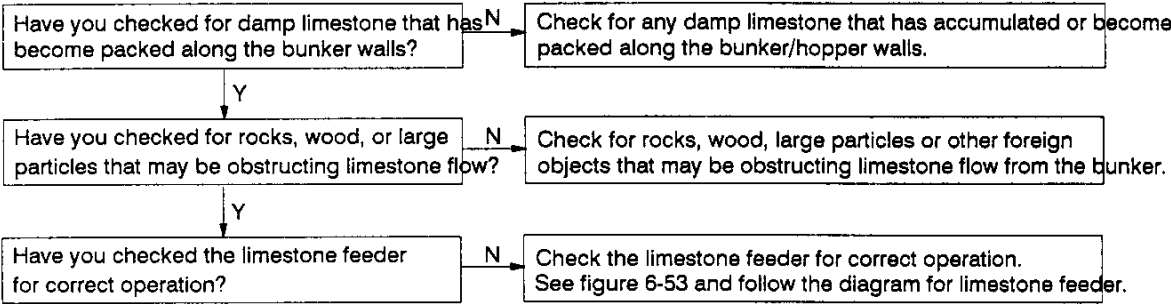 Have you checked for damp limestone that has
become packed along the bunker walls?
N
Check for any damp limestone that has accumulated or become
packed along the bunker/hopper walls.
Y
Have you checked for rocks, wood, or large
particles that may be obstructing limestone flow?
N
Check for rocks, wood, large particles or other foreign
objects that may be obstructing limestone flow from the bunker.
Y
Have you checked the limestone feeder
for correct operation?
N
Check the limestone feeder for correct operation.
See figure 6-53 and follow the diagram for limestone feeder.